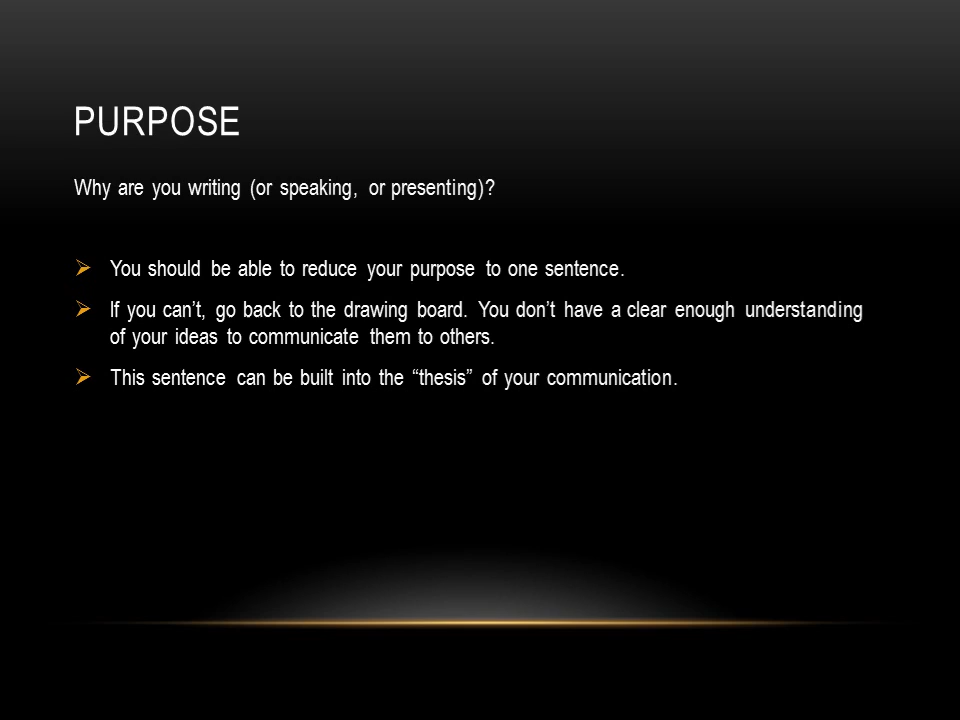 PURPOSE
Why are you writing (or speaking, or presenting)?
You should be able to reduce your purpose to one sentence.
If you can’t, go back to the drawing board. You don’t have a clear enough understanding
of your ideas to communicate them to others.
This sentence can be built into the “thesis” of your communication.